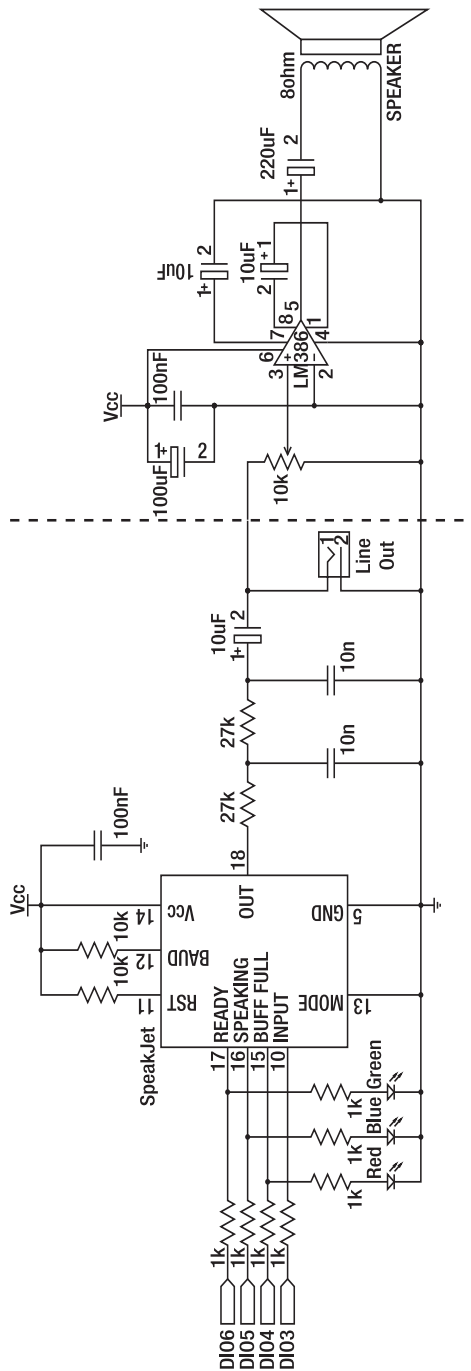 DIO6
DIO5
DIO4
DIO3
1k
1k
1k
1k
1k
Red
1k
Blue
1k
Green
SpeakJet
17
16
15
10
READY
SPEAKING
BUFF FULL
INPUT
11
12
14
RST
BAUD
Vcc
10k
10k
Vcc
100nF
MODE
GND
13
5
OUT
18
27k
27k
10n
10n
10uF
1+
2
Line
Out
1
2
10k
100uF
1+
2
Vcc
100nF
3
2
6
7
8
5
1
4
+
−
LM386
10uF
1+
2
10uF
+1
2
220uF
1+
2
8ohm
SPEAKER